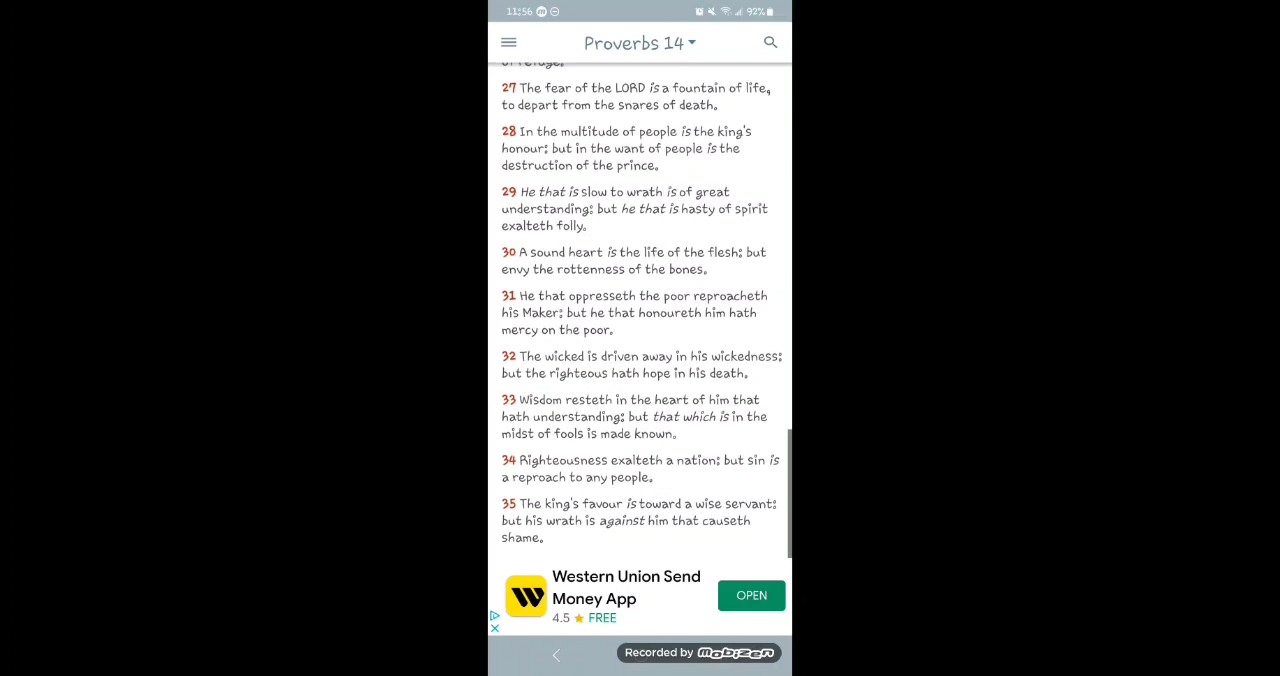 11:56
92%
Proverbs 14
of refuge.
27 The fear of the LORD is a fountain of life,
to depart from the snares of death.
28 In the multitude of people is the king's
honour: but in the want of people is the
destruction of the prince.
29 He that is slow to wrath is of great
understanding: but he that is hasty of spirit
exalteth folly.
30 A sound heart is the life of the flesh: but
envy the rottenness of the bones.
31 He that oppresseth the poor reproacheth
his Maker: but he that honoureth him hath
mercy on the poor.
32 The wicked is driven away in his wickedness:
but the righteous hath hope in his death.
33 Wisdom resteth in the heart of him that
hath understanding: but that which is in the
midst of fools is made known.
34 Righteousness exalteth a nation: but sin is
a reproach to any people.
35 The king's favour is toward a wise servant:
but his wrath is against him that causeth
shame.
Western Union Send
Money App
4.5 ★ FREE
OPEN
Recorded by mobizen